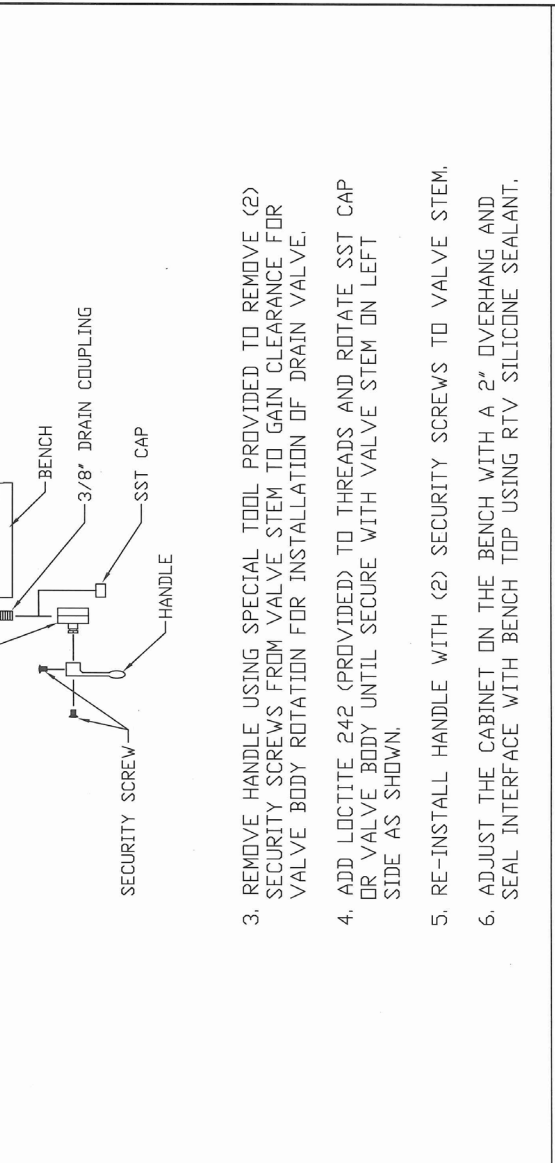 BENCH
3/8" DRAIN COUPLING
SST CAP
HANDLE
SECURITY SCREW
3. REMOVE HANDLE USING SPECIAL TOOL PROVIDED TO REMOVE (2)
SECURITY SCREWS FROM VALVE STEM TO GAIN CLEARANCE FOR
VALVE BODY ROTATION FOR INSTALLATION OF DRAIN VALVE.
4. ADD LOCTITE 242 (PROVIDED) TO THREADS AND ROTATE SST CAP
OR VALVE BODY UNTIL SECURE WITH VALVE STEM ON LEFT
SIDE AS SHOWN.
5. RE-INSTALL HANDLE WITH (2) SECURITY SCREWS TO VALVE STEM.
6. ADJUST THE CABINET ON THE BENCH WITH A 2" OVERHANG AND
SEAL INTERFACE WITH BENCH TOP USING RTV SILICONE SEALANT.